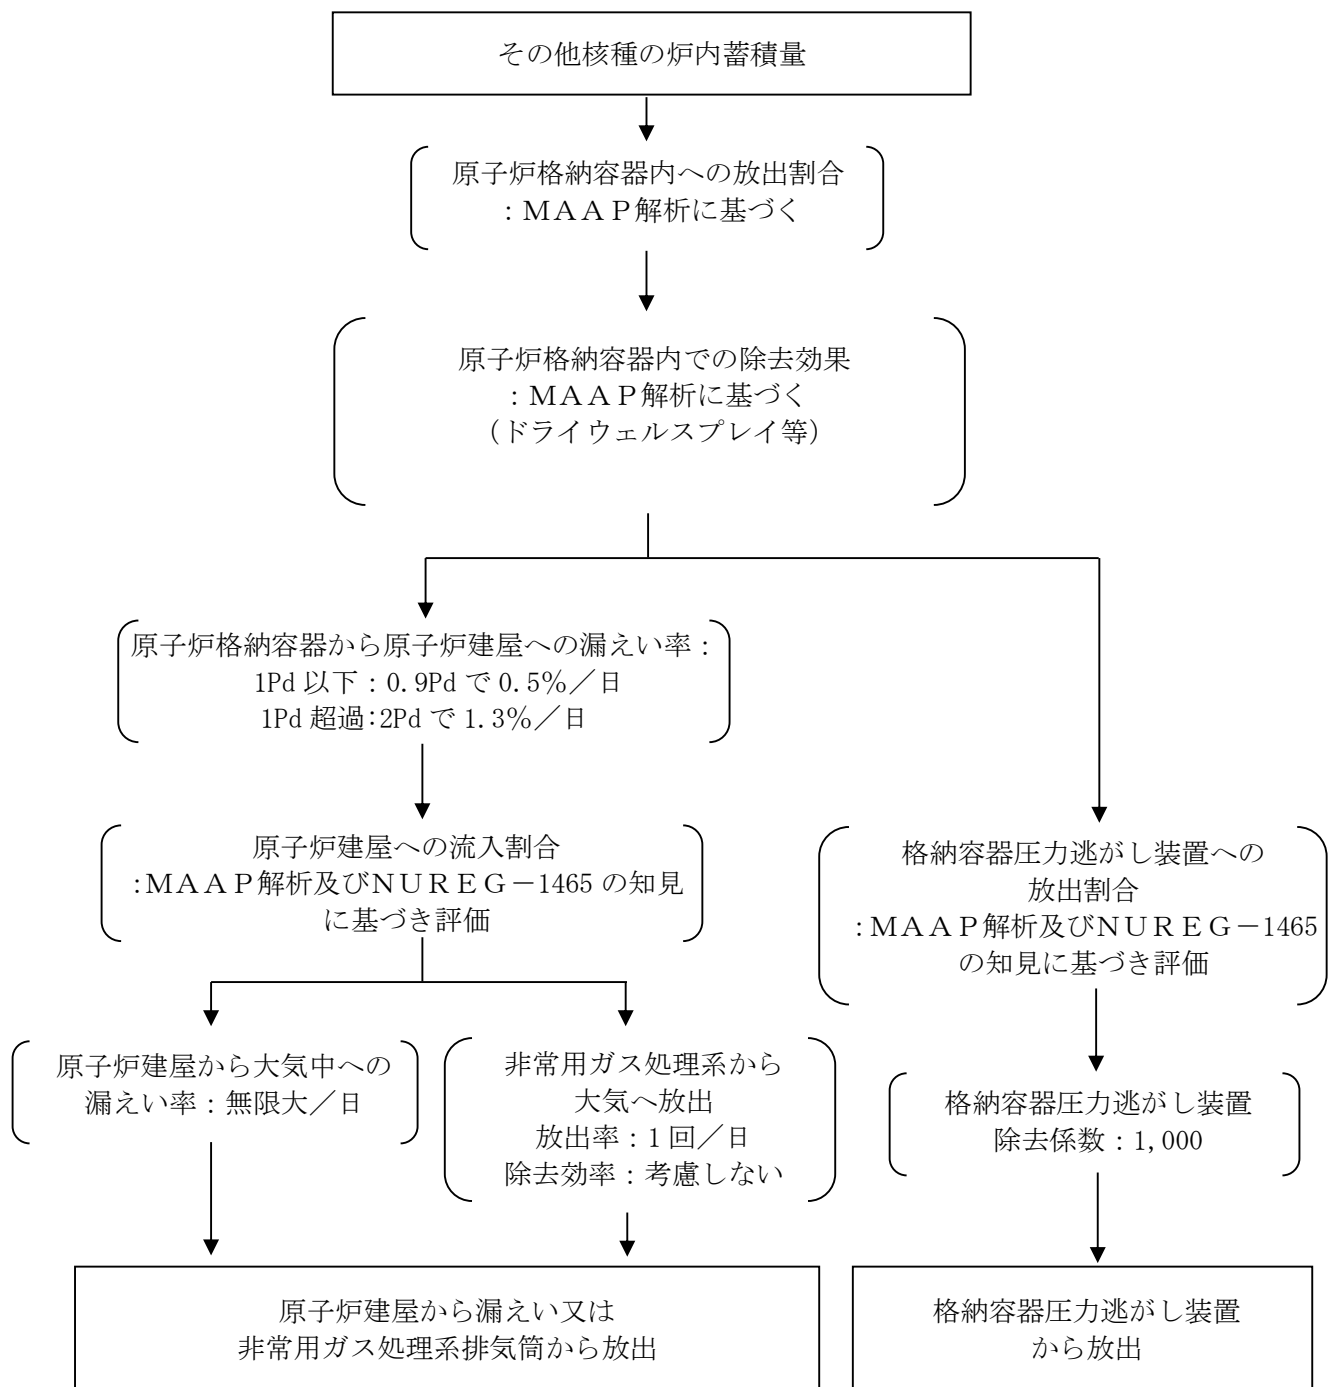 その他核種の炉内蓄積量
原子炉格納容器内への放出割合
：ＭＡＡＰ解析に基づく
原子炉格納容器内での除去効果
：ＭＡＡＰ解析に基づく
（ドライウェルスプレイ等）
原子炉格納容器から原子炉建屋への漏えい率：
1Pd 以下：0.9Pd で 0.5％／日
1Pd 超過：2Pd で 1.3％／日
原子炉建屋への流入割合
：ＭＡＡＰ解析及びＮＵＲＥＧ－1465 の知見
に基づき評価
格納容器圧力逃がし装置への
放出割合
：ＭＡＡＰ解析及びＮＵＲＥＧ－1465
の知見に基づき評価
原子炉建屋から大気中への
漏えい率：無限大／日
非常用ガス処理系から
大気へ放出
放出率：1 回／日
除去効率：考慮しない
格納容器圧力逃がし装置
除去係数：1,000
原子炉建屋から漏えい又は
非常用ガス処理系排気筒から放出
格納容器圧力逃がし装置
から放出